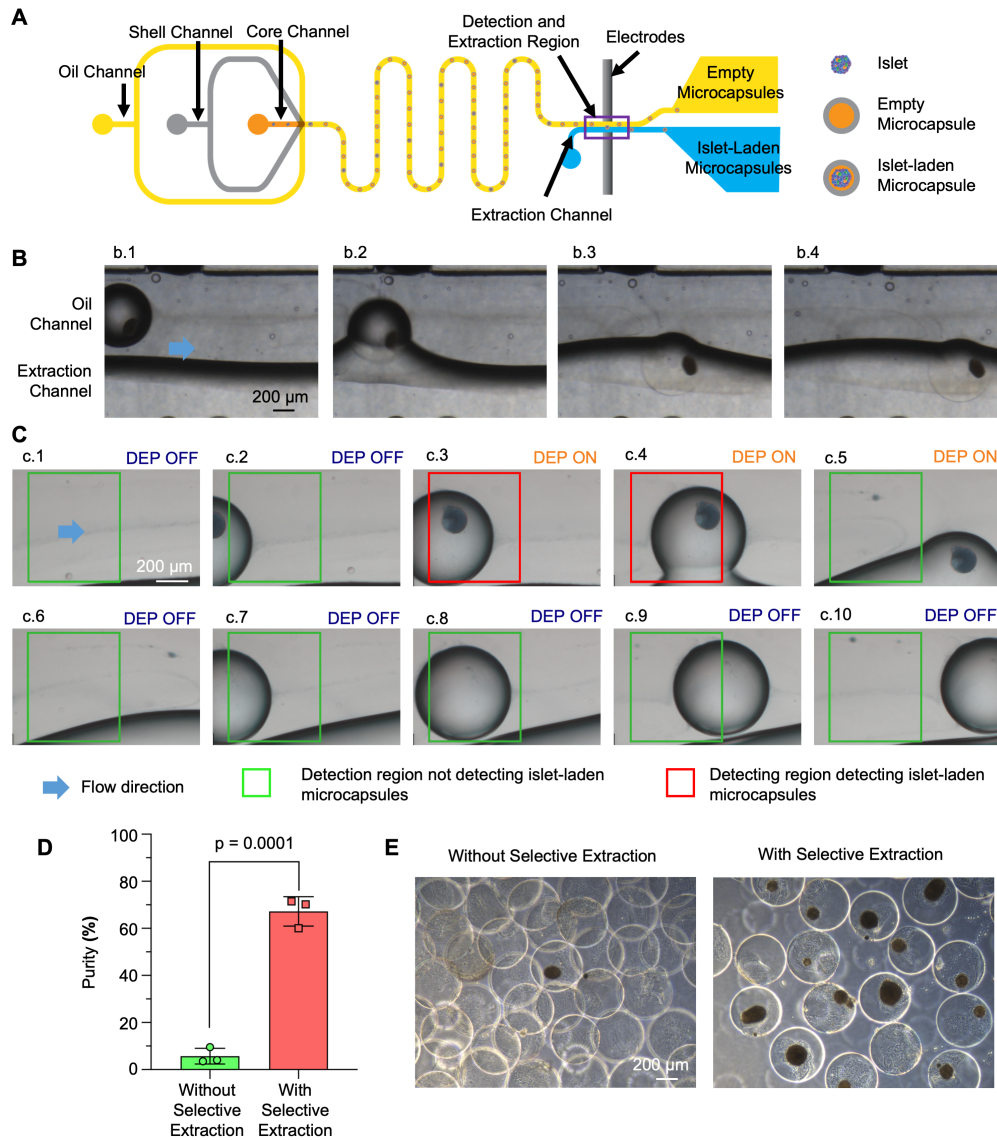 A
Shell Channel
Core Channel
Oil Channel
Detection and
Extraction Region
Electrodes
Empty
Microcapsules
Islet-Laden
Microcapsules
Extraction Channel
Islet
Empty
Microcapsule
Islet-laden
Microcapsule
B
b.1
b.2
b.3
b.4
Oil
Channel
Extraction
Channel
200 µm
C
c.1
DEP OFF
c.2
DEP OFF
c.3
DEP ON
c.4
DEP ON
c.5
DEP ON
200 µm
c.6
DEP OFF
c.7
DEP OFF
c.8
DEP OFF
c.9
DEP OFF
c.10
DEP OFF
Flow direction
Detection region not detecting islet-laden
microcapsules
Detecting region detecting islet-laden
microcapsules
D
p = 0.0001
Purity (%)
100
80
60
40
20
0
Without
Selective
Extraction
With
Selective
Extraction
E
Without Selective Extraction
With Selective Extraction
200 µm